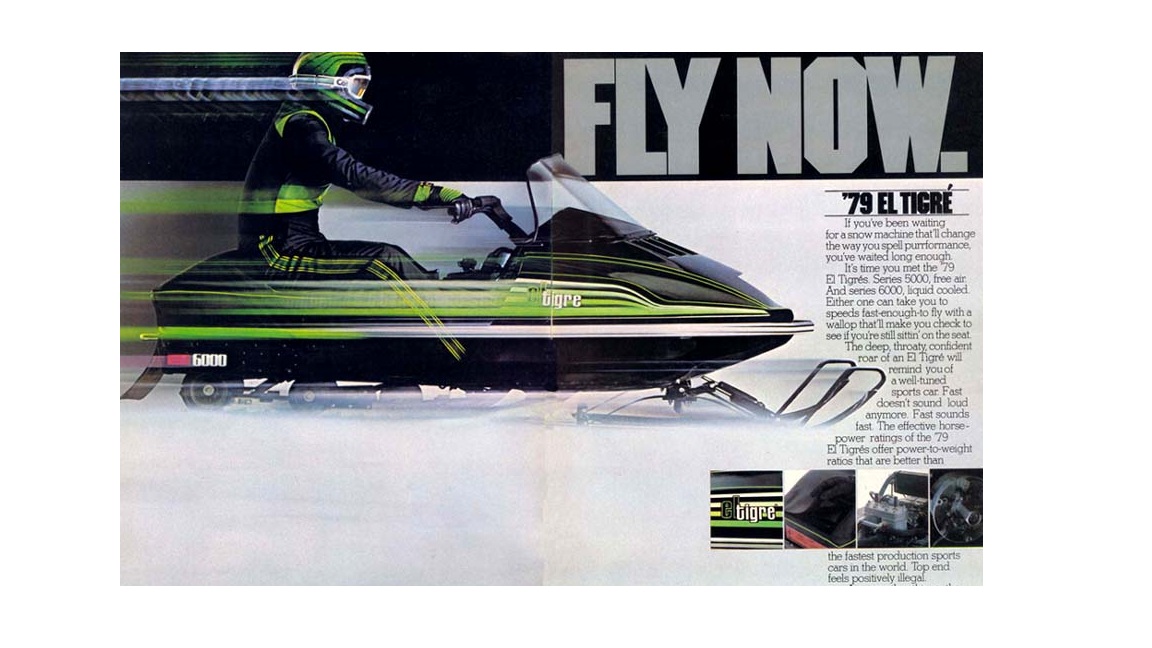 FLY NOW.
'79 EL TIGRÉ
If you've been waiting
for a snow machine that'll change
the way you spell purrformance,
you've waited long enough.
It's time you met the '79
El Tigrés. Series 5000, free air.
And series 6000, liquid cooled.
Either one can take you to
speeds fast-enough-to fly with a
wallop that'll make you check to
see if you're still sittin' on the seat.
The deep, throaty, confident
roar of an El Tigré will
remind you of
a well-tuned
sports car. Fast
doesn't sound loud
anymore. Fast sounds
fast. The effective horse-
power ratings of the '79
El Tigrés offer power-to-weight
ratios that are better than
the fastest production sports
cars in the world. Top end
feels positively illegal.
el tigre
6000
el tigre